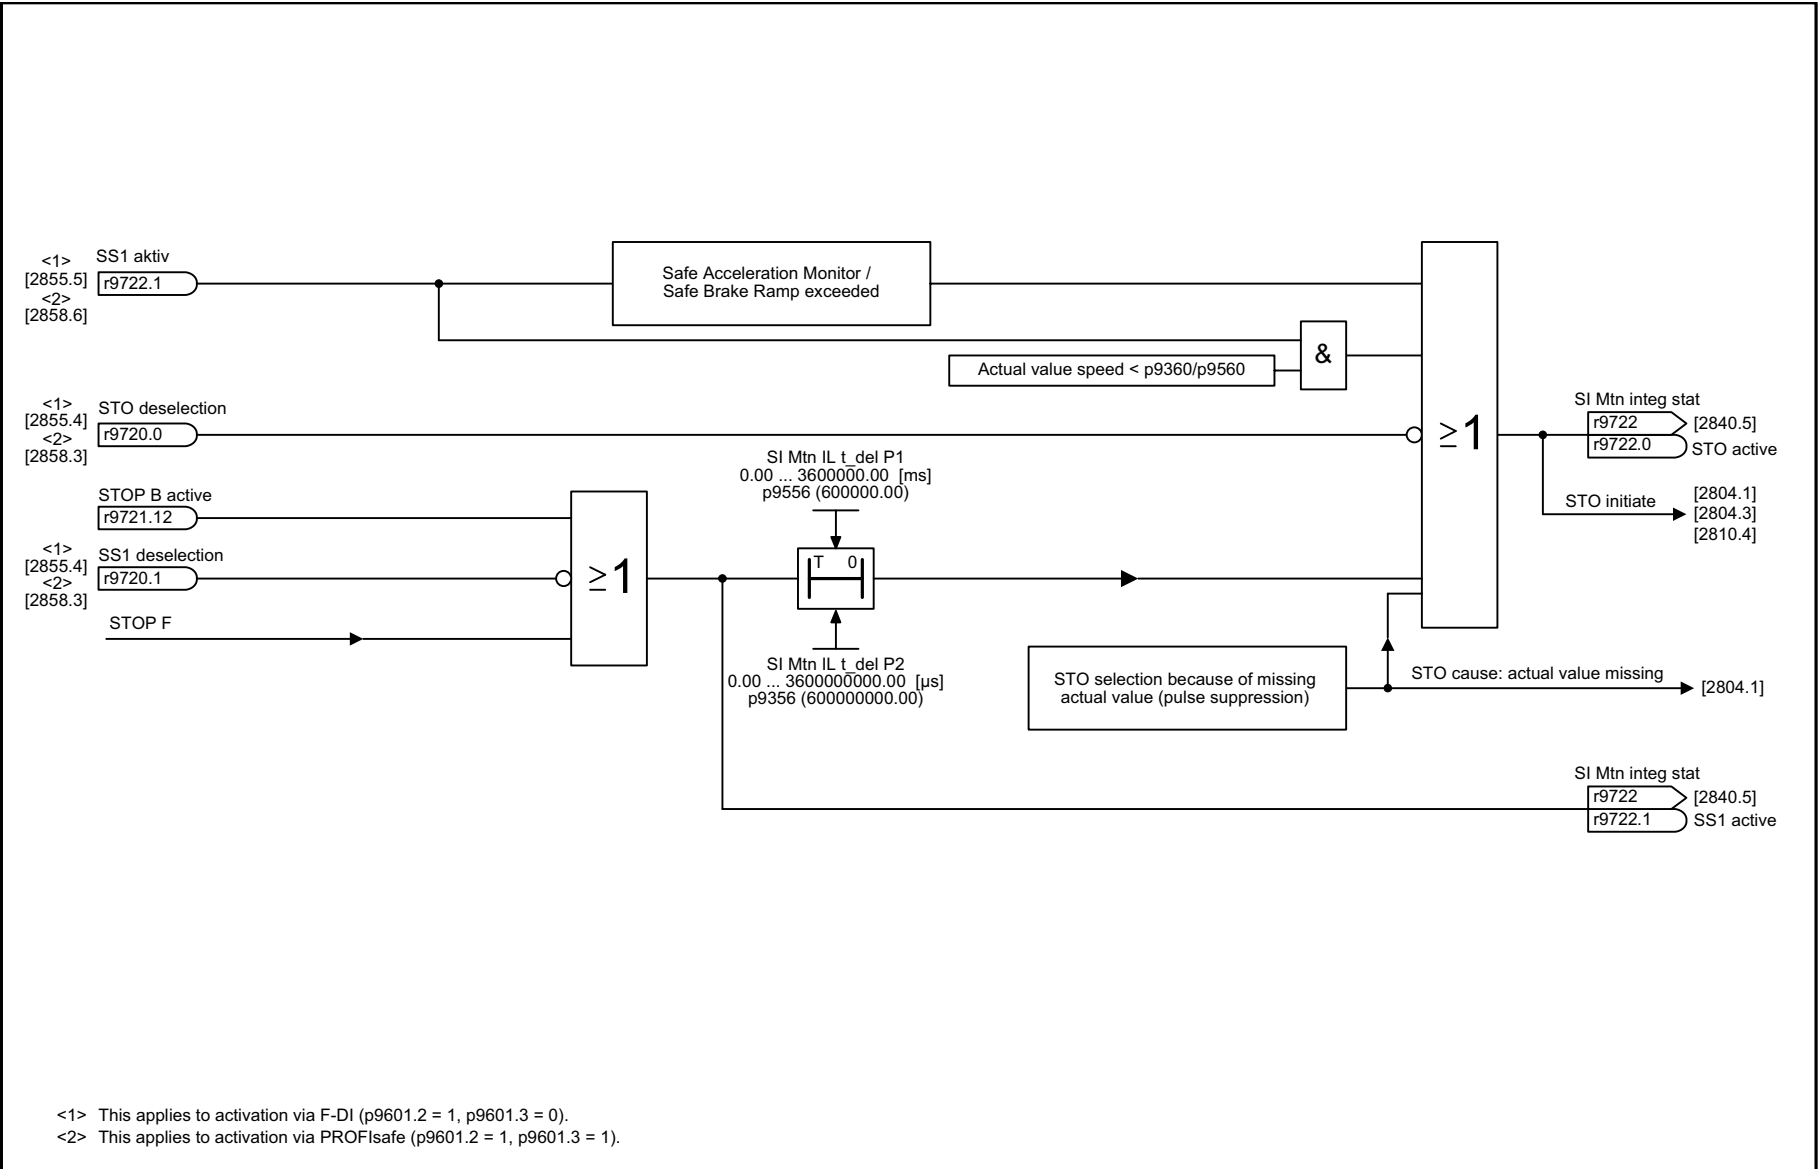 <1>
[2855.5]
<2>
[2858.6]
SS1 aktiv
r9722.1
Safe Acceleration Monitor /
Safe Brake Ramp exceeded
&
Actual value speed < p9360/p9560
<1>
[2855.4]
<2>
[2858.3]
STO deselection
r9720.0
≥1
SI Mtn integ stat
r9722
[2840.5]
r9722.0
STO active
STO initiate
[2804.1]
[2804.3]
[2810.4]
SI Mtn IL t_del P1
0.00 ... 3600000.00 [ms]
p9556 (600000.00)
STOP B active
r9721.12
<1>
[2855.4]
<2>
[2858.3]
SS1 deselection
r9720.1
≥1
T 0
STOP F
SI Mtn IL t_del P2
0.00 ... 3600000000.00 [µs]
p9356 (600000000.00)
STO selection because of missing
actual value (pulse suppression)
STO cause: actual value missing
[2804.1]
SI Mtn integ stat
r9722
[2840.5]
r9722.1
SS1 active
<1> This applies to activation via F-DI (p9601.2 = 1, p9601.3 = 0).
<2> This applies to activation via PROFIsafe (p9601.2 = 1, p9601.3 = 1).